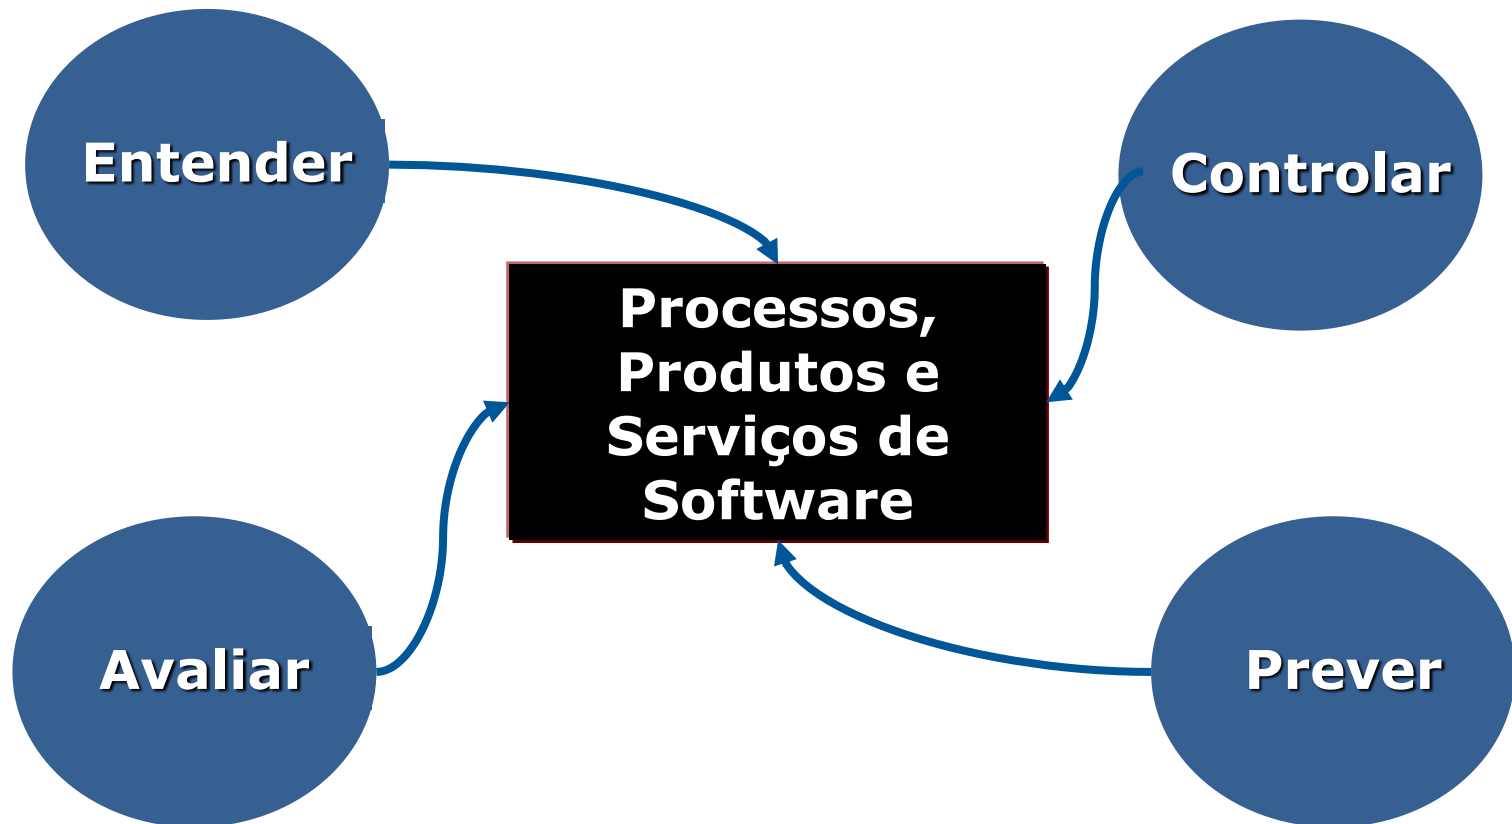 Entender
Controlar
Processos,
Produtos e
Serviços de
Software
Avaliar
Prever